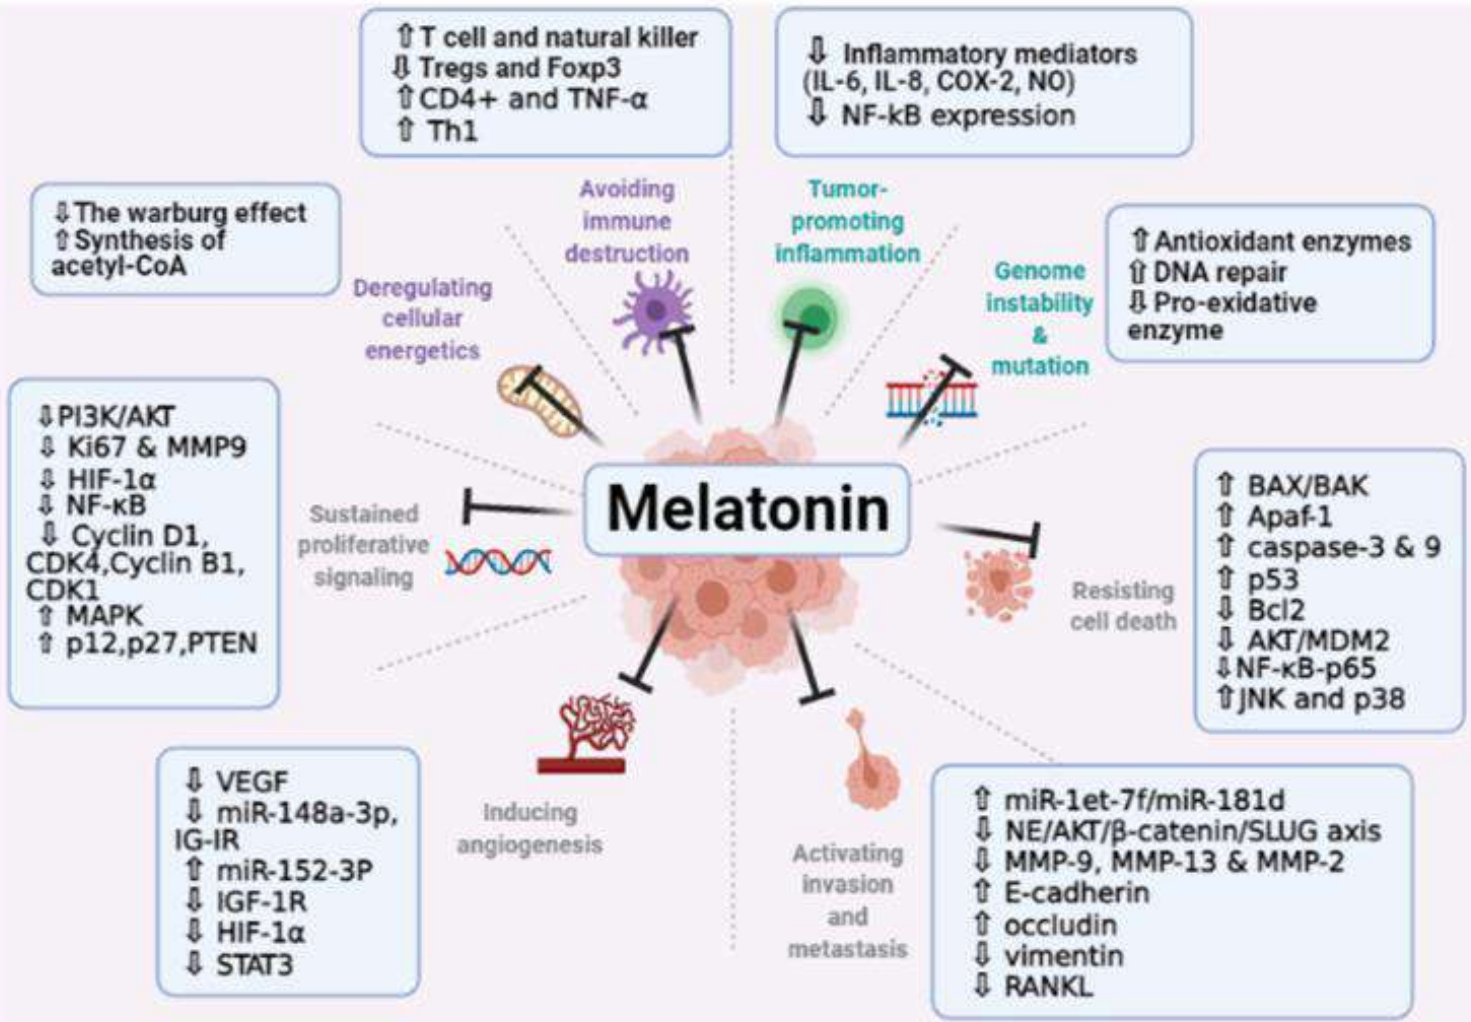 ⇧T cell and natural killer
⇩ Tregs and Foxp3
⇧CD4+ and TNF-α
⇧ Th1
⇩ Inflammatory mediators
(IL-6, IL-8, COX-2, NO)
⇩ NF-kB expression
⇩The warburg effect
⇧Synthesis of
acetyl-CoA
Avoiding
immune
destruction
Tumor-
promoting
inflammation
⇧Antioxidant enzymes
⇧ DNA repair
⇩ Pro-oxidative
enzyme
Deregulating
cellular
energetics
Genome
instability
&
mutation
⇩PI3K/AKT
⇩ Ki67 & MMP9
⇩ HIF-1α
⇩ NF-κB
⇩ Cyclin D1,
CDK4,Cyclin B1,
CDK1
⇧ MAPK
⇧ p12,p27,PTEN
Sustained
proliferative
signaling
Melatonin
⇧ BAX/BAK
⇧ Apaf-1
⇧ caspase-3 & 9
⇧ p53
⇩ Bcl2
⇩ AKT/MDM2
⇩NF-κB-p65
⇧JNK and p38
Resisting
cell death
⇩ VEGF
⇩ miR-148a-3p,
IG-IR
⇧ miR-152-3P
⇩ IGF-1R
⇩ HIF-1α
⇩ STAT3
Inducing
angiogenesis
Activating
invasion
and
metastasis
⇧ miR-1et-7f/miR-181d
⇩ NE/AKT/β-catenin/SLUG axis
⇩ MMP-9, MMP-13 & MMP-2
⇧ E-cadherin
⇧ occludin
⇩ vimentin
⇩ RANKL